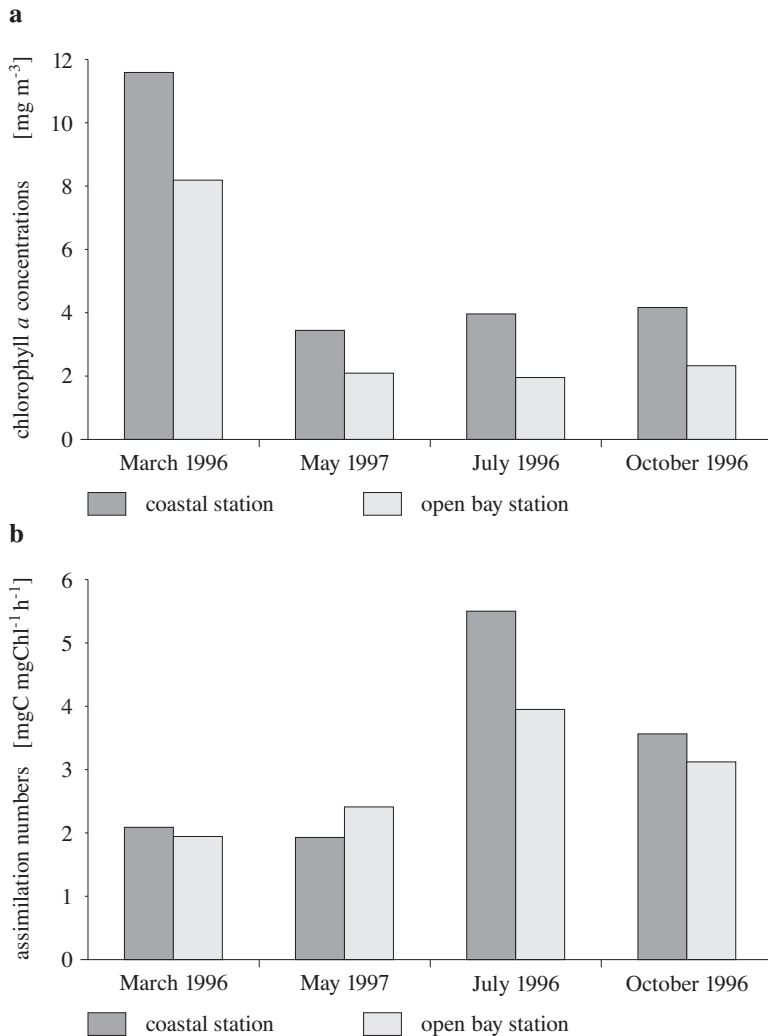 a
chlorophyll a concentrations [mg m-3]
12
10
8
6
4
2
0
March 1996 May 1997 July 1996 October 1996
coastal station open bay station
b
assimilation numbers [mgC mgChl-1 h-1]
6
5
4
3
2
1
0
March 1996 May 1997 July 1996 October 1996
coastal station open bay station